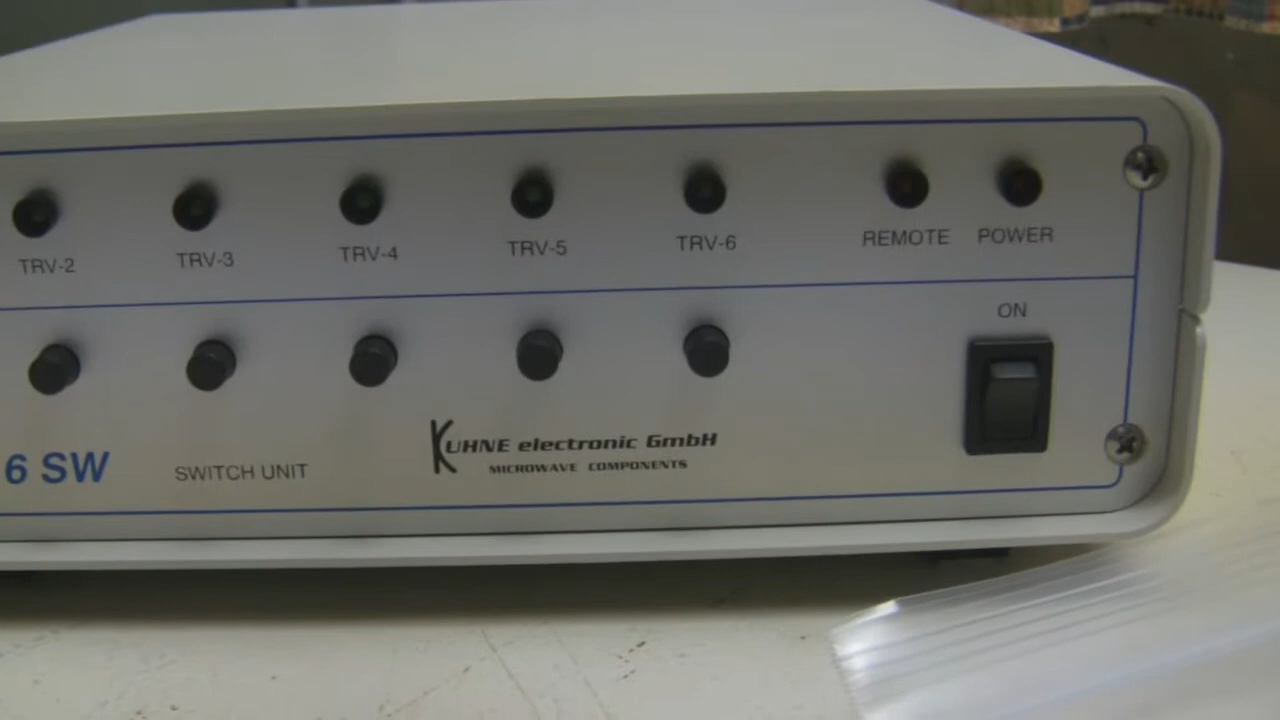 TRV-2 TRV-3 TRV-4 TRV-5 TRV-6 REMOTE POWER
ON
6 SW SWITCH UNIT KUHNE electronic GmbH
MICROWAVE COMPONENTS